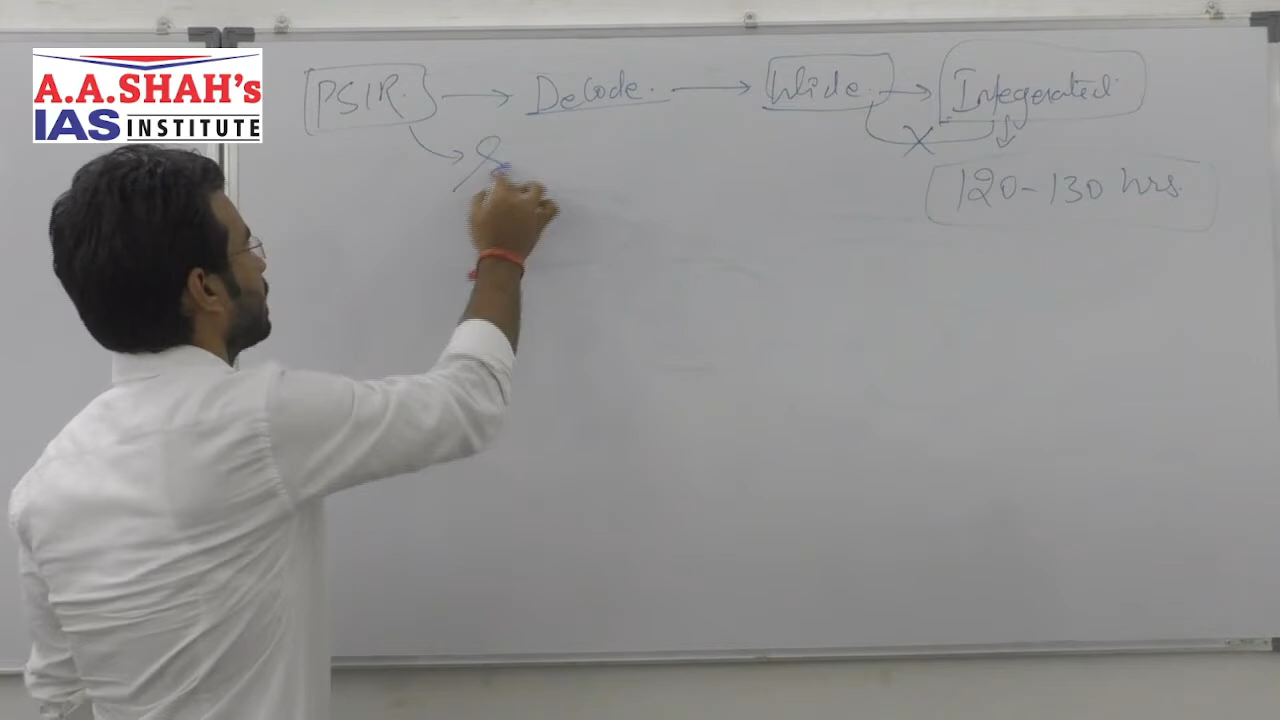 A.A.SHAH's
IAS INSTITUTE
PSIR. → DeCode. → Wide. → Integerated.
120-130 hrs.